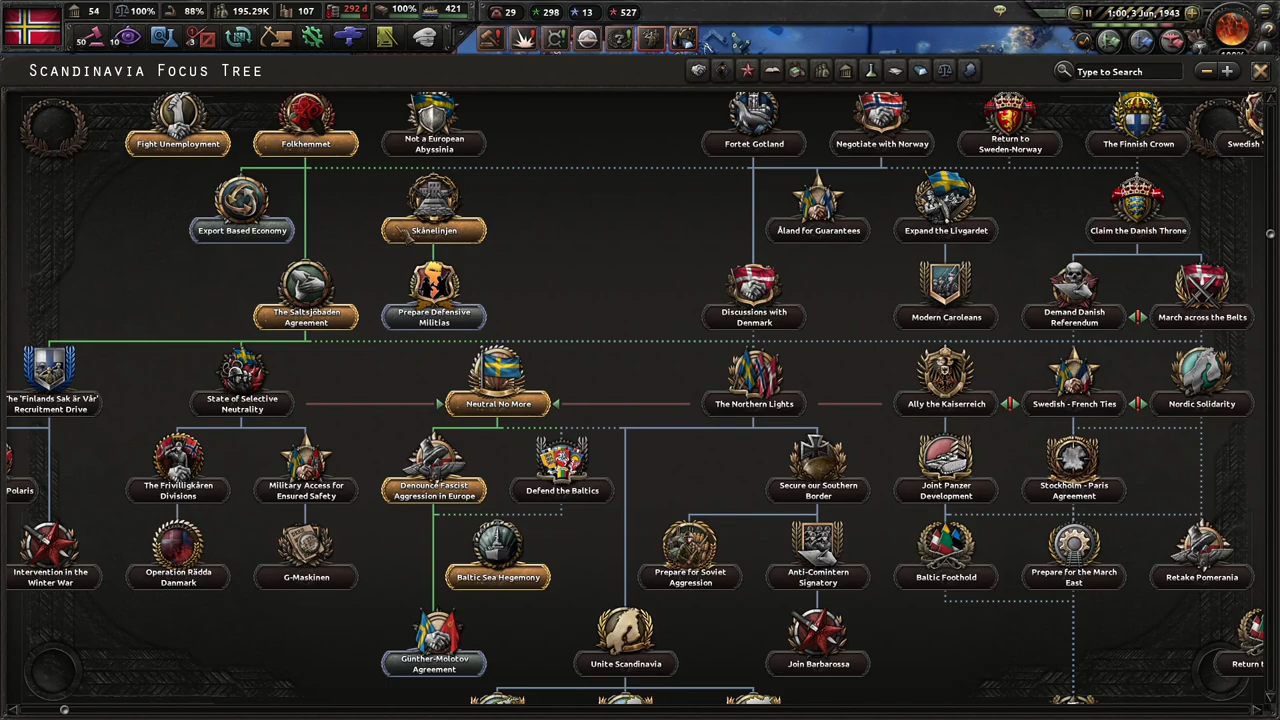 54
100%
88%
195.29K
107
292 d
100%
421
29
298
13
527
1:00, 3 Jun, 1943
50
10
3
100%
SCANDINAVIA FOCUS TREE
Type to Search
Fight Unemployment
Folkhemmet
Not a European
Abyssinia
Fortet Gotland
Negotiate with Norway
Return to
Sweden-Norway
The Finnish Crown
Swedish
Export Based Economy
Skånelinjen
Åland for Guarantees
Expand the Livgardet
Claim the Danish Throne
The Saltsjöbaden
Agreement
Prepare Defensive
Militias
Discussions with
Denmark
Modern Caroleans
Demand Danish
Referendum
March across the Belts
The 'Finlands Sak är Vår'
Recruitment Drive
State of Selective
Neutrality
Neutral No More
The Northern Lights
Ally the Kaiserreich
Swedish - French Ties
Nordic Solidarity
Polaris
The Frivilligkåren
Divisions
Military Access for
Ensured Safety
Denounce Fascist
Aggression in Europe
Defend the Baltics
Secure our Southern
Border
Joint Panzer
Development
Stockholm - Paris
Agreement
Intervention in the
Winter War
Operation Rädda
Danmark
G-Maskinen
Baltic Sea Hegemony
Prepare for Soviet
Aggression
Anti-Comintern
Signatory
Baltic Foothold
Prepare for the March
East
Retake Pomerania
Günther-Molotov
Agreement
Unite Scandinavia
Join Barbarossa
Return